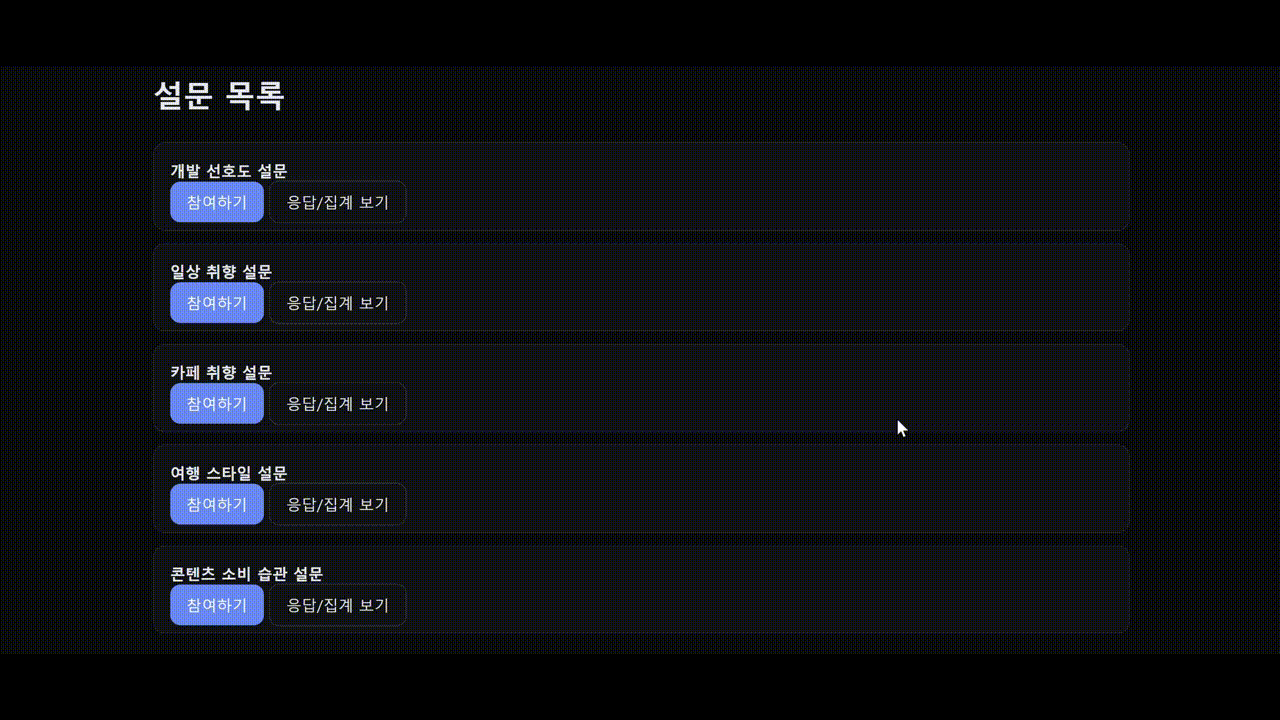 설문 목록
개발 선호도 설문
참여하기 응답/집계 보기
일상 취향 설문
참여하기 응답/집계 보기
카페 취향 설문
참여하기 응답/집계 보기
여행 스타일 설문
참여하기 응답/집계 보기
콘텐츠 소비 습관 설문
참여하기 응답/집계 보기